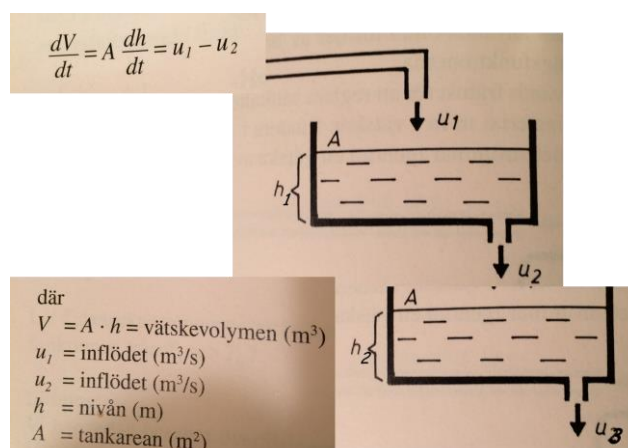 dV/dt = A dh/dt = u₁ – u₂
u₁
A
h₁
u₂
där
V = A · h = vätskevolymen (m³)
u₁ = inflödet (m³/s)
u₂ = inflödet (m³/s)
h = nivån (m)
A = tankarean (m²)
A
h₂